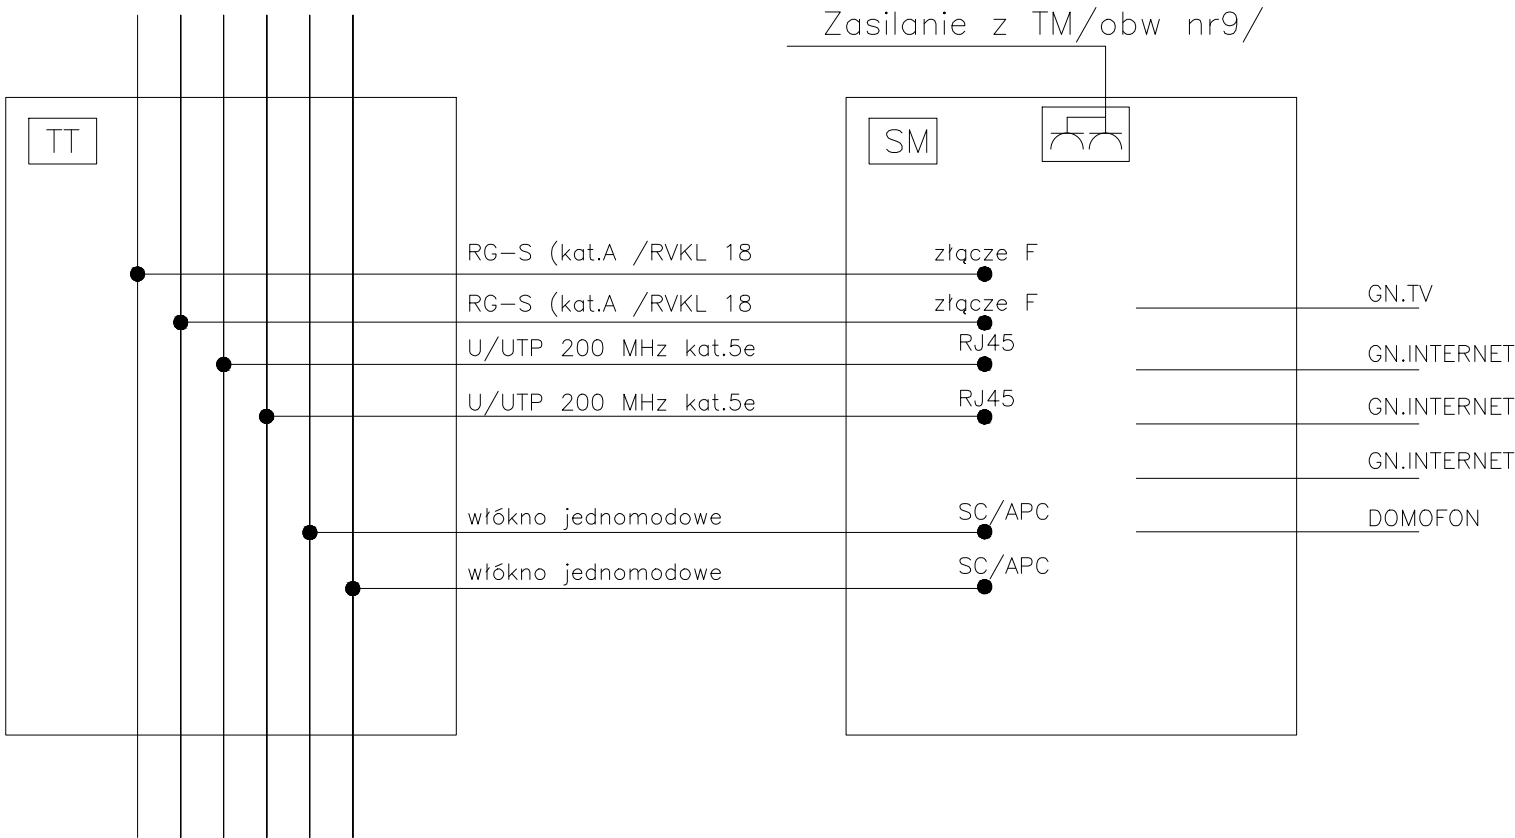 Zasilanie z TM/obw nr9/
TT
SM
RG-S (kat.A /RVKL 18
złącze F
RG-S (kat.A /RVKL 18
złącze F
GN.TV
U/UTP 200 MHz kat.5e
RJ45
GN.INTERNET
U/UTP 200 MHz kat.5e
RJ45
GN.INTERNET
GN.INTERNET
włókno jednomodowe
SC/APC
DOMOFON
włókno jednomodowe
SC/APC